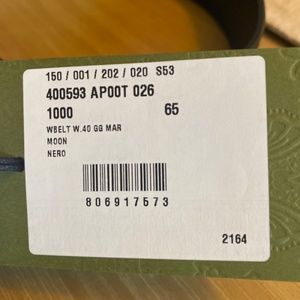 150 / 001 / 202 / 020 S53
400593 AP00T 026
1000 65
WBELT W.40 GG MAR
MOON
NERO
806917573
2164